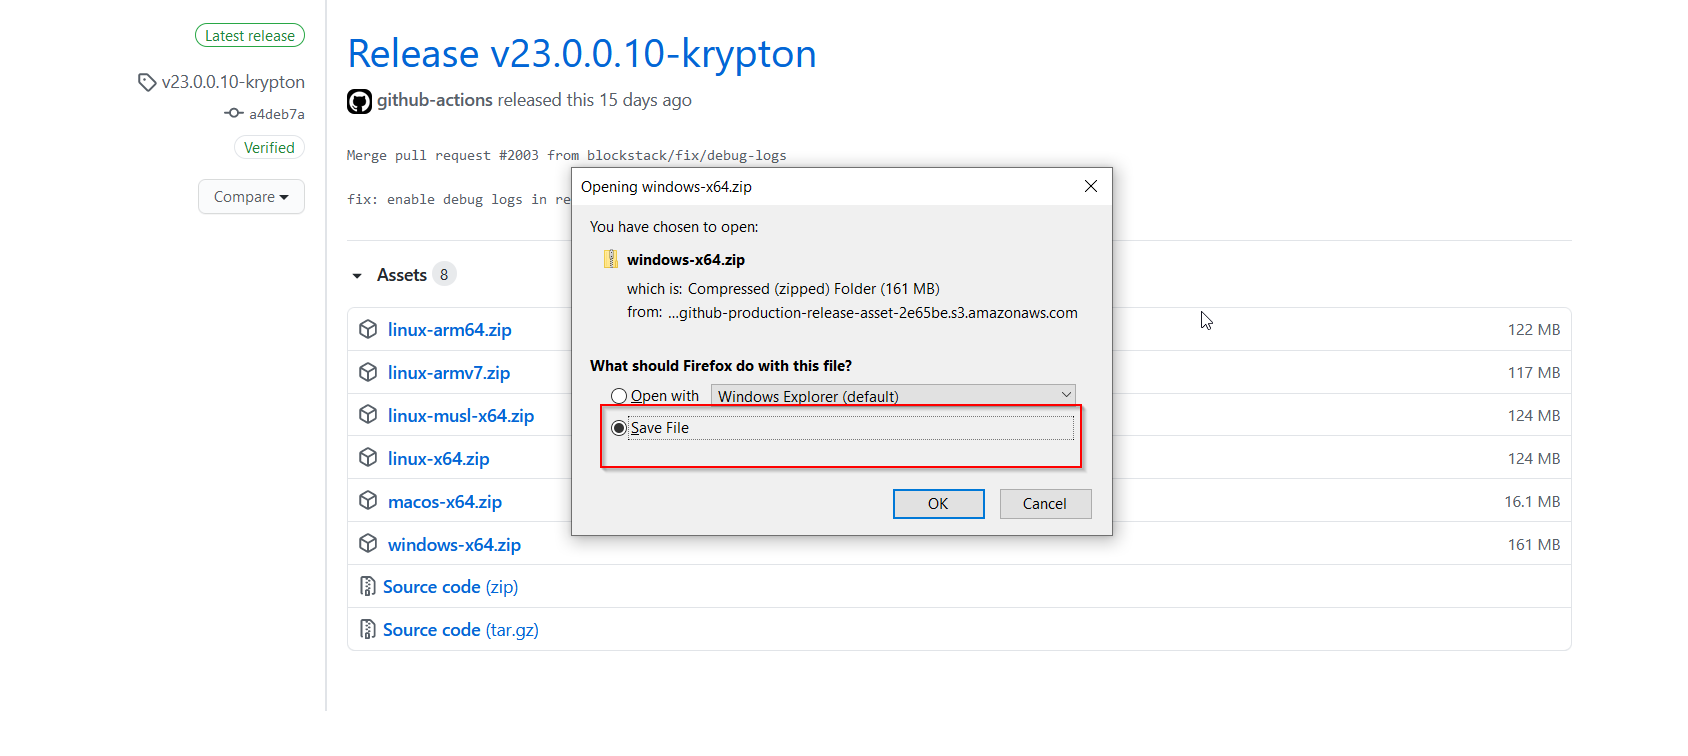 Latest release
v23.0.0.10-krypton
a4deb7a
Verified
Compare
Release v23.0.0.10-krypton
github-actions released this 15 days ago
Merge pull request #2003 from blockstack/fix/debug-logs
fix: enable debug logs in re
Assets 8
linux-arm64.zip 122 MB
linux-armv7.zip 117 MB
linux-musl-x64.zip 124 MB
linux-x64.zip 124 MB
macos-x64.zip 16.1 MB
windows-x64.zip 161 MB
Source code (zip)
Source code (tar.gz)
Opening windows-x64.zip
You have chosen to open:
windows-x64.zip
which is: Compressed (zipped) Folder (161 MB)
from: ...github-production-release-asset-2e65be.s3.amazonaws.com
What should Firefox do with this file?
Open with Windows Explorer (default)
Save File
OK Cancel